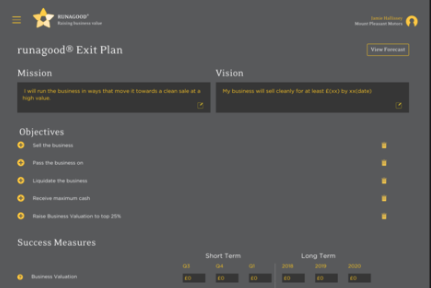 RUNAGOOD®
Raising business value
Jamie Holloway
Mount Pleasant Motors
runagood® Exit Plan
View Forecast
Mission
Vision
I will run the business in ways that move it towards a clean sale at a
high value.
My business will sell cleanly for at least £(xx) by xx(date)
Objectives
Sell the business
Pass the business on
Liquidate the business
Receive maximum cash
Raise Business Valuation to top 25%
Success Measures
Short Term
Long Term
Q3 Q4 Q1 2018 2019 2020
Business Valuation
£0 £0 £0 £0 £0 £0